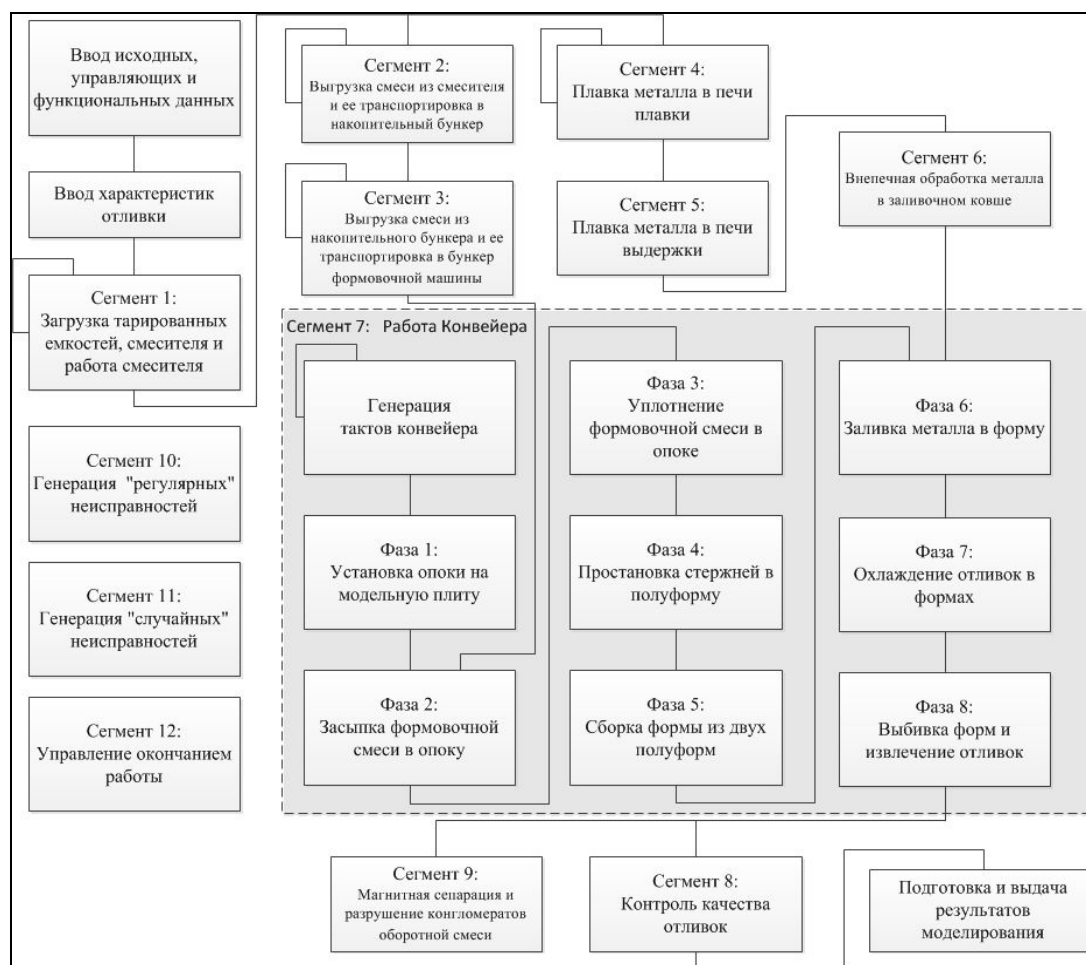 Ввод исходных,
управляющих и
функциональных данных
Ввод характеристик
отливки
Сегмент 1:
Загрузка тарированных
емкостей, смесителя и
работа смесителя
Сегмент 10:
Генерация "регулярных"
неисправностей
Сегмент 11:
Генерация "случайных"
неисправностей
Сегмент 12:
Управление окончанием
работы
Сегмент 2:
Выгрузка смеси из смесителя
и ее транспортировка в
накопительный бункер
Сегмент 3:
Выгрузка смеси из
накопительного бункера и ее
транспортировка в бункер
формовочной машины
Сегмент 4:
Плавка металла в печи
плавки
Сегмент 5:
Плавка металла в печи
выдержки
Сегмент 6:
Внепечная обработка металла
в заливочном ковше
Сегмент 7: Работа Конвейера
Генерация
тактов конвейера
Фаза 1:
Установка опоки на
модельную плиту
Фаза 2:
Засыпка формовочной
смеси в опоку
Фаза 3:
Уплотнение
формовочной смеси в
опоке
Фаза 4:
Простановка стержней в
полуформу
Фаза 5:
Сборка формы из двух
полуформ
Фаза 6:
Заливка металла в форму
Фаза 7:
Охлаждение отливок в
формах
Фаза 8:
Выбивка форм и
извлечение отливок
Сегмент 9:
Магнитная сепарация и
разрушение конгломератов
оборотной смеси
Сегмент 8:
Контроль качества
отливок
Подготовка и выдача
результатов
моделирования